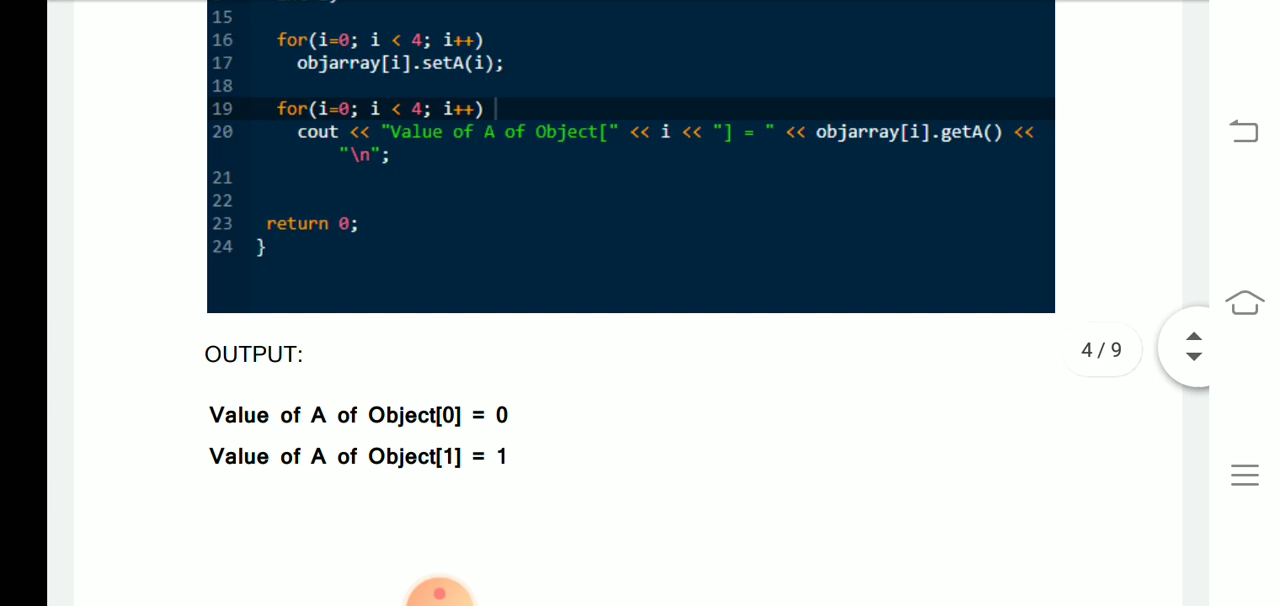 15
16 for(i=0; i < 4; i++)
17 objarray[i].setA(i);
18
19 for(i=0; i < 4; i++)
20 cout << "Value of A of Object[" << i << "] = " << objarray[i].getA() <<
"\n";
21
22
23 return 0;
24 }
OUTPUT:
4 / 9
Value of A of Object[0] = 0
Value of A of Object[1] = 1